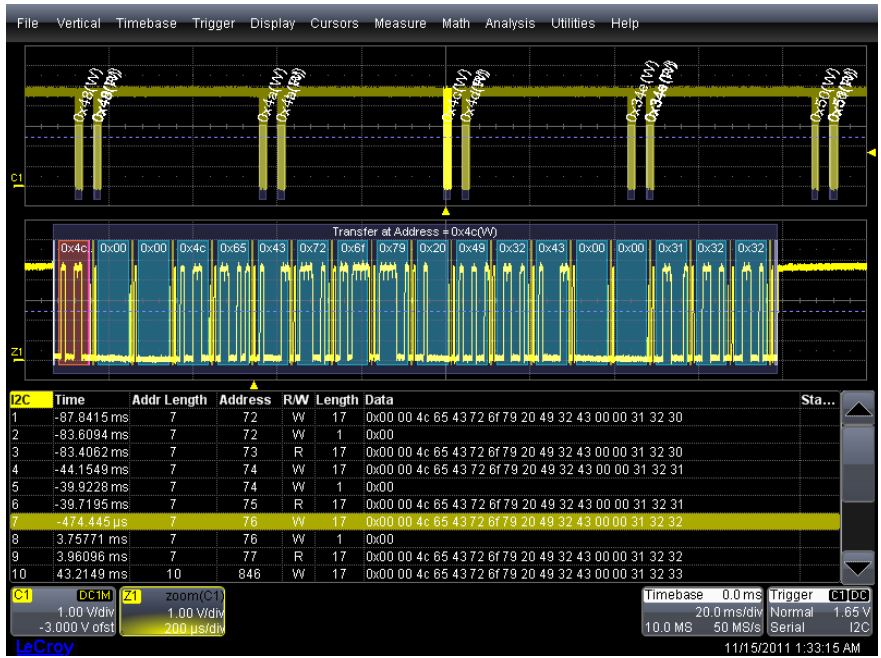 File Vertical Timebase Trigger Display Cursors Measure Math Analysis Utilities Help
0x48(W) 0x4a(W) 0x4c(W) 0x4d(R) 0x34e(W) 0x50(W)
C1
Transfer at Address = 0x4c(W)
0x4c 0x00 0x00 0x4c 0x65 0x43 0x72 0x6f 0x79 0x20 0x49 0x32 0x43 0x00 0x00 0x31 0x32 0x32
Z1
I2C Time Addr Length Address R/W Length Data Sta...
1 -87.8415 ms 7 72 W 17 0x00 00 4c 65 43 72 6f 79 20 49 32 43 00 00 31 32 30
2 -83.6094 ms 7 72 W 1 0x00
3 -83.4062 ms 7 73 R 17 0x00 00 4c 65 43 72 6f 79 20 49 32 43 00 00 31 32 30
4 -44.1549 ms 7 74 W 17 0x00 00 4c 65 43 72 6f 79 20 49 32 43 00 00 31 32 31
5 -39.9228 ms 7 74 W 1 0x00
6 -39.7195 ms 7 75 R 17 0x00 00 4c 65 43 72 6f 79 20 49 32 43 00 00 31 32 31
7 -474.445 µs 7 76 W 17 0x00 00 4c 65 43 72 6f 79 20 49 32 43 00 00 31 32 32
8 3.75771 ms 7 76 W 1 0x00
9 3.96096 ms 7 77 R 17 0x00 00 4c 65 43 72 6f 79 20 49 32 43 00 00 31 32 32
10 43.2149 ms 10 846 W 17 0x00 00 4c 65 43 72 6f 79 20 49 32 43 00 00 31 32 33
C1 DC1M Z1 zoom(C1) Timebase 0.0 ms Trigger C1 DC
1.00 V/div 1.00 V/div 20.0 ms/div Normal 1.65 V
-3.000 V ofst 200 µs/div 10.0 MS 50 MS/s Serial I2C
LeCroy 11/15/2011 1:33:15 AM